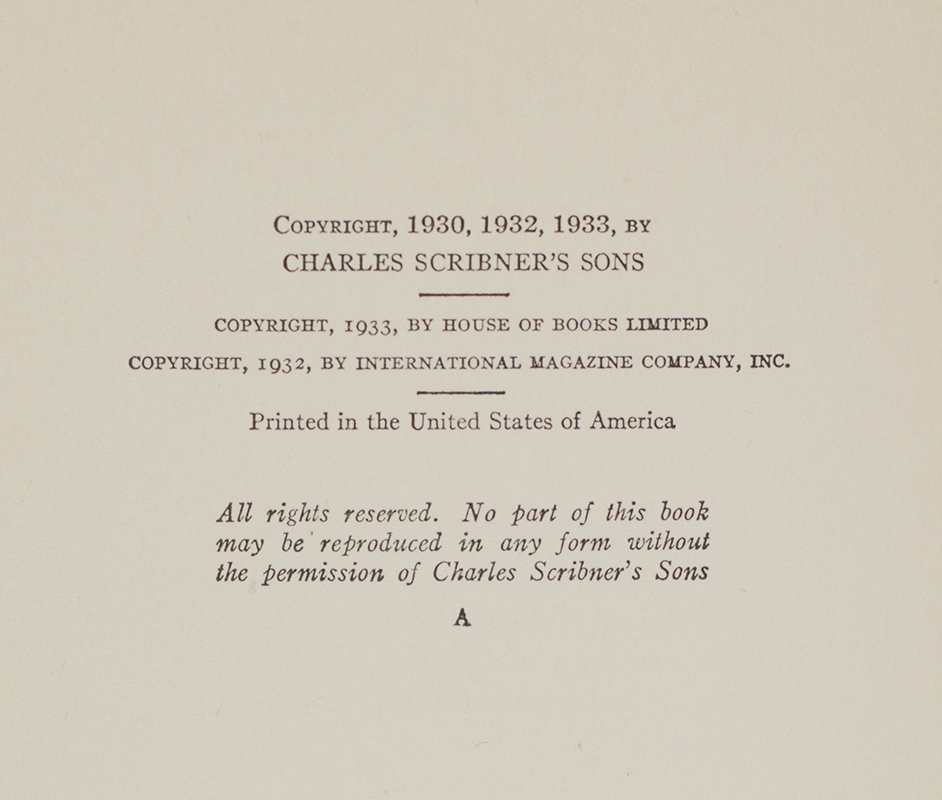 COPYRIGHT, 1930, 1932, 1933, BY
CHARLES SCRIBNER'S SONS
COPYRIGHT, 1933, BY HOUSE OF BOOKS LIMITED
COPYRIGHT, 1932, BY INTERNATIONAL MAGAZINE COMPANY, INC.
Printed in the United States of America
All rights reserved. No part of this book
may be reproduced in any form without
the permission of Charles Scribner's Sons
A